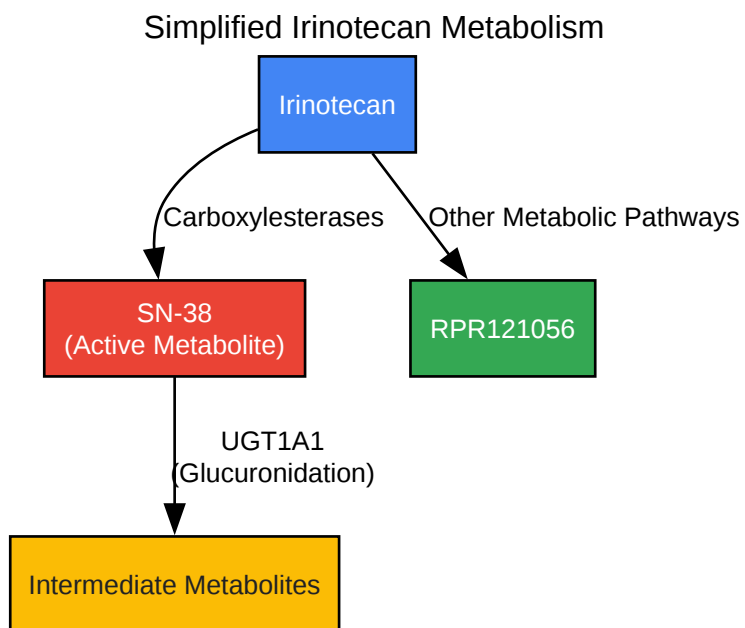 Simplified Irinotecan Metabolism
Irinotecan
Carboxylesterases
Other Metabolic Pathways
SN-38
(Active Metabolite)
RPR121056
UGT1A1
(Glucuronidation)
Intermediate Metabolites